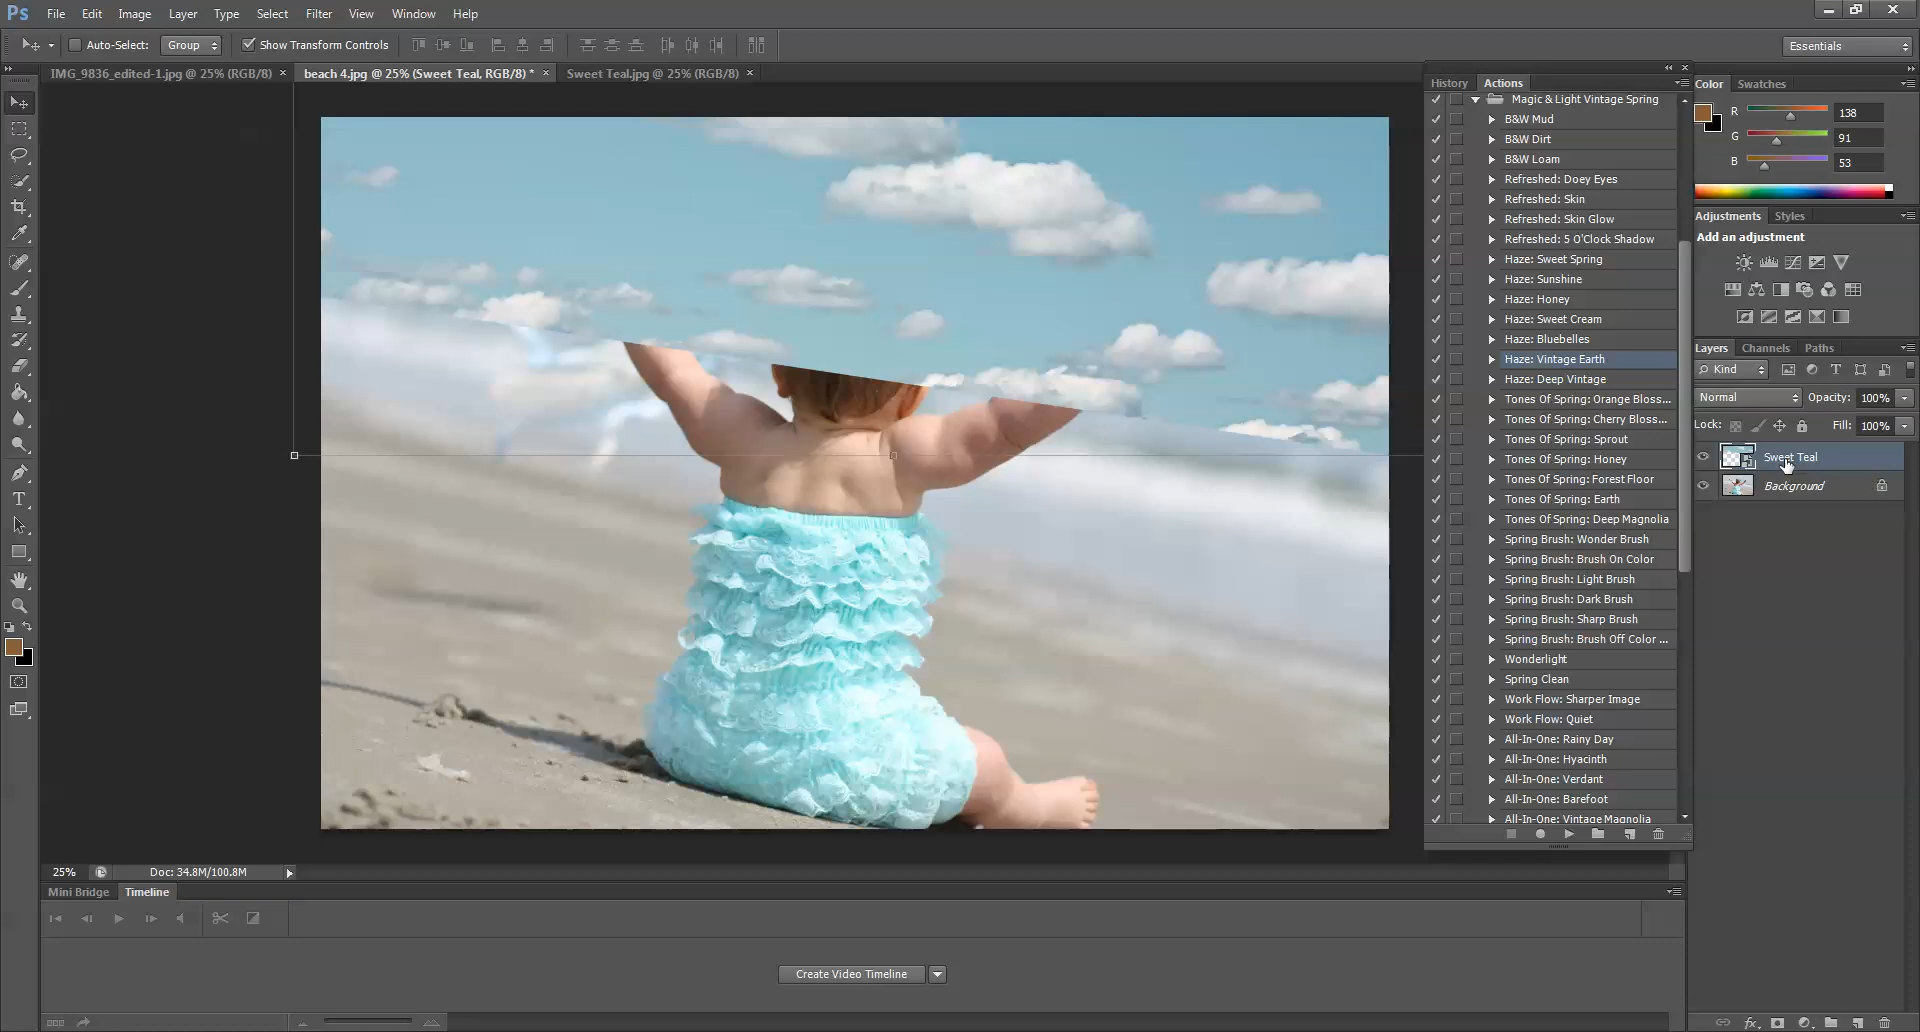 Ps File Edit Image Layer Type Select Filter View Window Help
Auto-Select: Group Show Transform Controls Essentials
IMG_9836_edited-1.jpg @ 25% (RGB/8) × beach 4.jpg @ 25% (Sweet Teal, RGB/8) * × Sweet Teal.jpg @ 25% (RGB/8) ×
History Actions
Magic & Light Vintage Spring
B&W Mud
B&W Dirt
B&W Loam
Refreshed: Doey Eyes
Refreshed: Skin
Refreshed: Skin Glow
Refreshed: 5 O'Clock Shadow
Haze: Sweet Spring
Haze: Sunshine
Haze: Honey
Haze: Sweet Cream
Haze: Bluebelles
Haze: Vintage Earth
Haze: Deep Vintage
Tones Of Spring: Orange Bloss...
Tones Of Spring: Cherry Blosso...
Tones Of Spring: Sprout
Tones Of Spring: Honey
Tones Of Spring: Forest Floor
Tones Of Spring: Earth
Tones Of Spring: Deep Magnolia
Spring Brush: Wonder Brush
Spring Brush: Brush On Color
Spring Brush: Light Brush
Spring Brush: Dark Brush
Spring Brush: Sharp Brush
Spring Brush: Brush Off Color ...
Wonderlight
Spring Clean
Work Flow: Sharper Image
Work Flow: Quiet
All-In-One: Rainy Day
All-In-One: Hyacinth
All-In-One: Verdant
All-In-One: Barefoot
All-In-One: Vintage Magnolia
Color Swatches
R 138
G 91
B 53
Adjustments Styles
Add an adjustment
Layers Channels Paths
Kind
Normal Opacity: 100%
Lock: Fill: 100%
Sweet Teal
Background
25% Doc: 34.8M/100.8M
Mini Bridge Timeline
Create Video Timeline